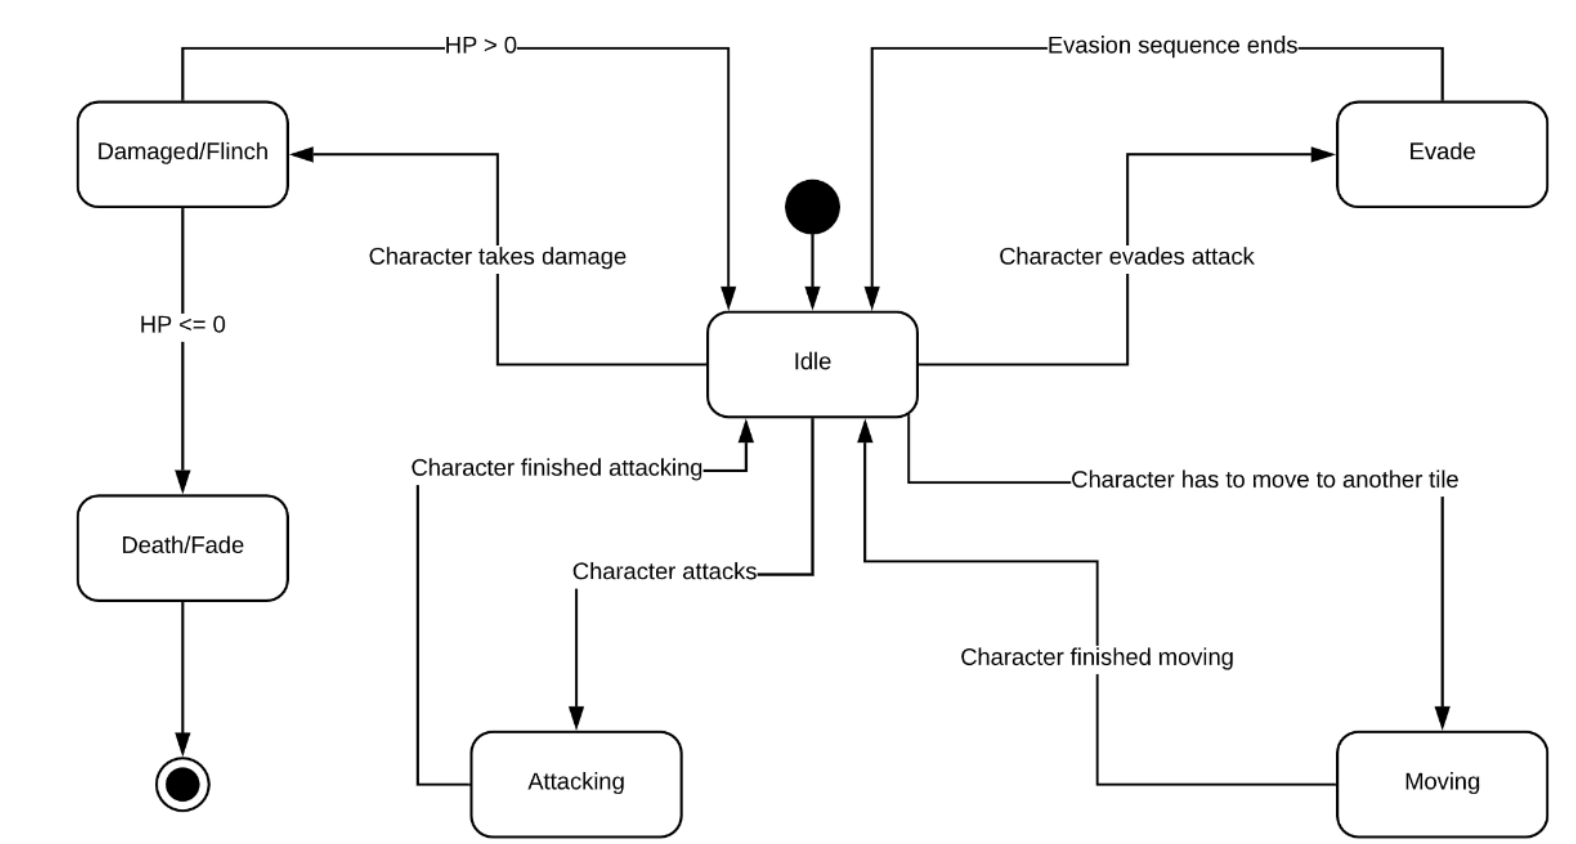 HP > 0
Evasion sequence ends
Damaged/Flinch
Evade
Character takes damage
Character evades attack
HP <= 0
Idle
Character finished attacking
Character has to move to another tile
Death/Fade
Character attacks
Character finished moving
Attacking
Moving